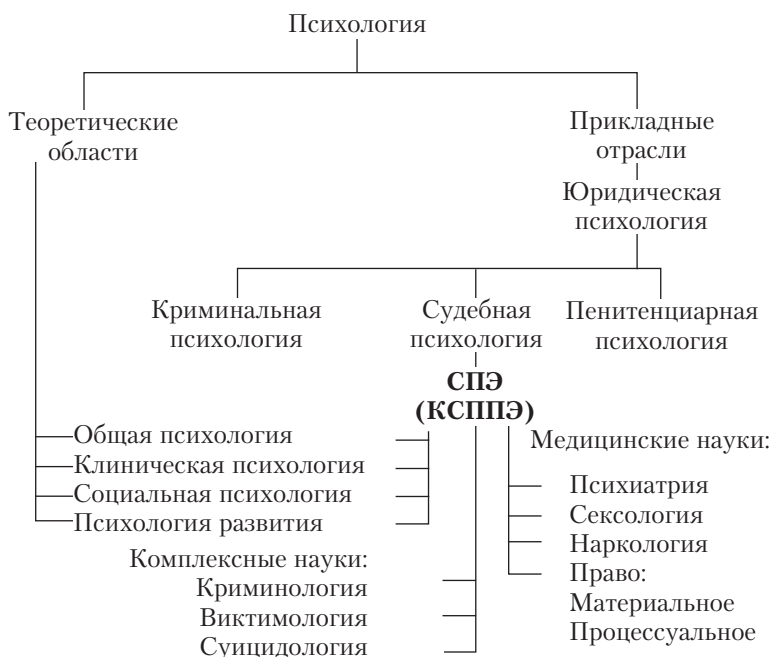 Психология
Теоретические
области
Прикладные
отрасли
Юридическая
психология
Криминальная
психология
Судебная
психология
Пенитенциарная
психология
СПЭ
(КСППЭ)
Общая психология
Клиническая психология
Социальная психология
Психология развития
Комплексные науки:
Криминология
Виктимология
Суицидология
Медицинские науки:
Психиатрия
Сексология
Наркология
Право:
Материальное
Процессуальное